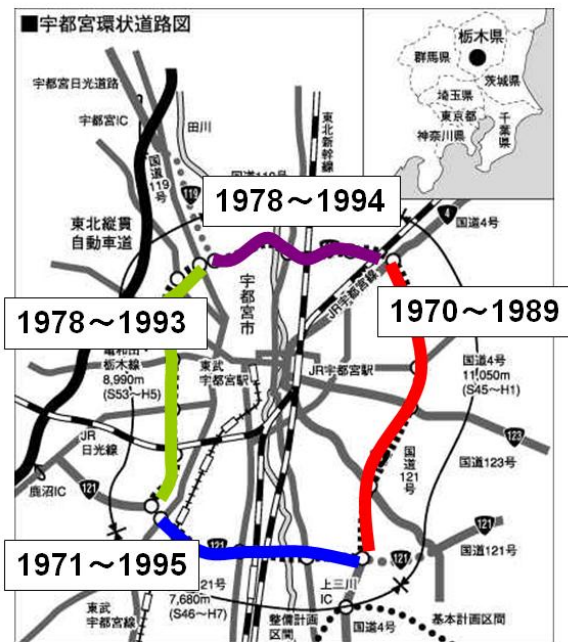 ■宇都宮環状道路図
栃木県
群馬県
茨城県
埼玉県
東京都
千葉県
神奈川県
宇都宮日光道路
宇都宮IC
田川
東北新幹線
国道119号
119
東北縦貫
自動車道
1978～1994
4
国道4号
宇都宮市
JR宇都宮線
1978～1993
1970～1989
栃木線
8,990m
(S53～H5)
東武
宇都宮駅
JR宇都宮駅
国道4号
11,050m
(S45～H1)
JR
日光線
123
国道123号
国道121号
鹿沼IC
121
121
121
121
国道121号
1971～1995
21号
7,680m
(S46～H7)
上三川
IC
東武
宇都宮線
整備計画
区間
国道4号
基本計画区間